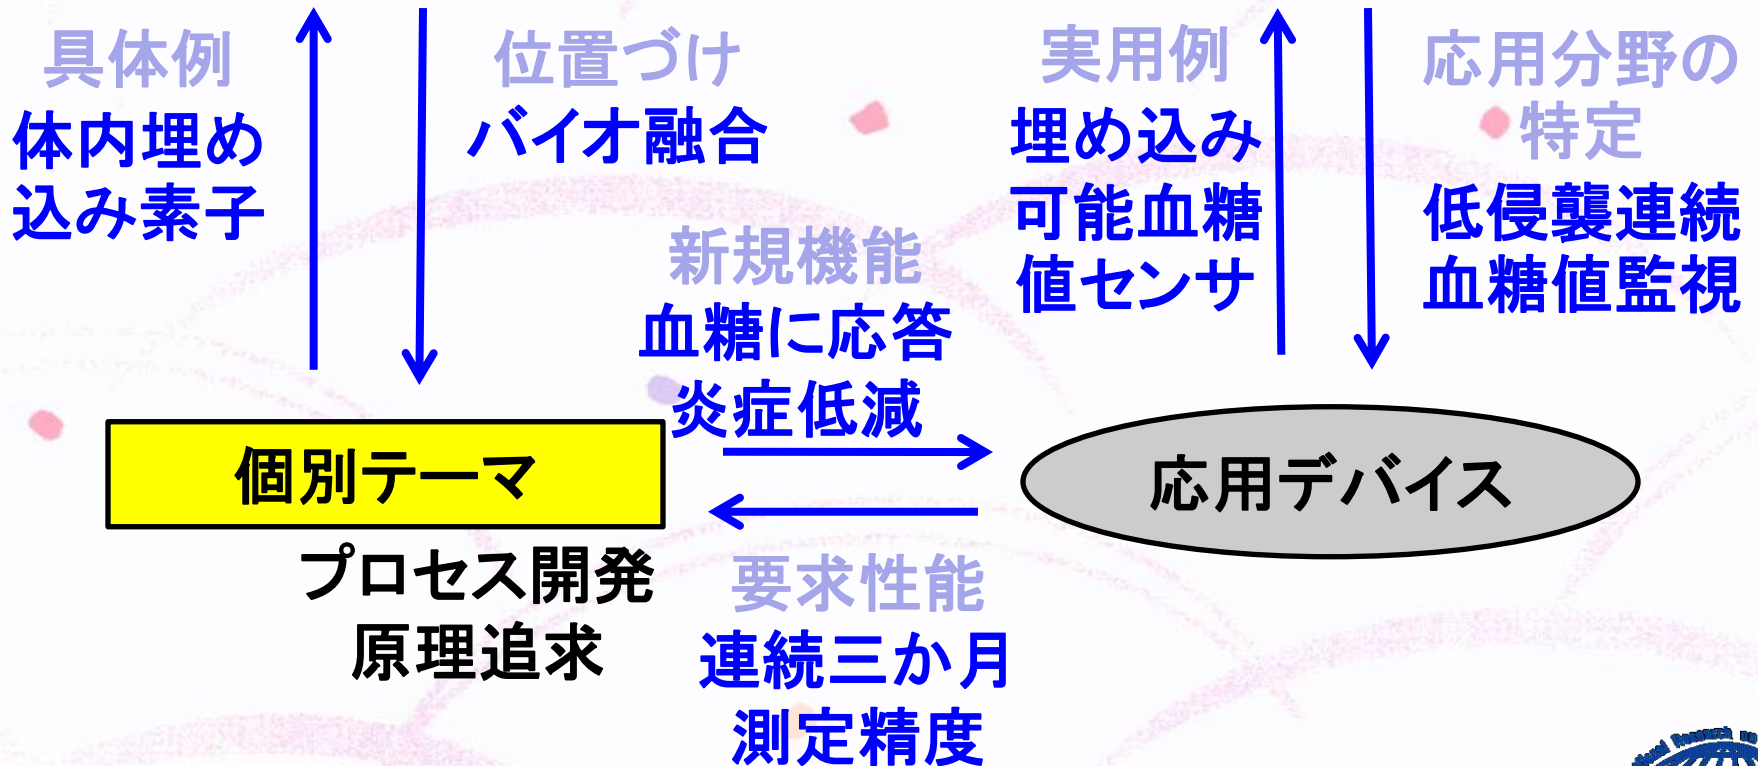 具体例
体内埋め
込み素子
位置づけ
バイオ融合
新規機能
血糖に応答
炎症低減
実用例
埋め込み
可能血糖
値センサ
応用分野の
特定
低侵襲連続
血糖値監視
個別テーマ
応用デバイス
プロセス開発
原理追求
要求性能
連続三か月
測定精度